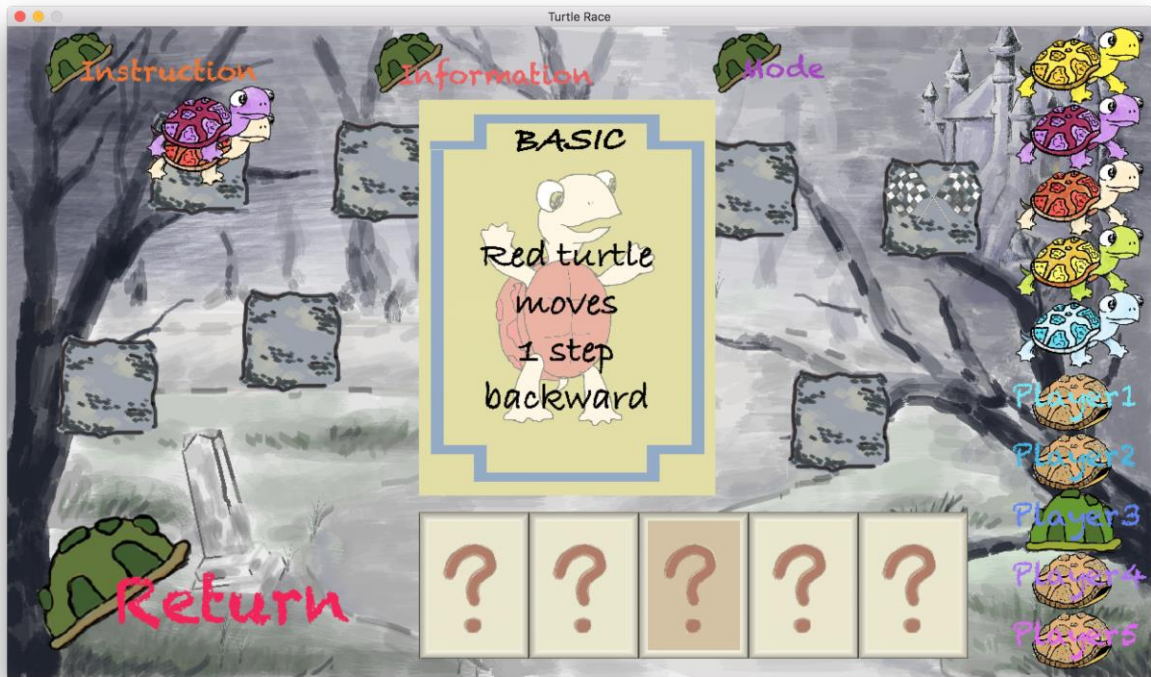 Turtle Race
Instruction
Information
Mode
BASIC
Red turtle
moves
1 step
backward
Player1
Player2
Player3
Player4
Player5
Return
? ? ? ? ?